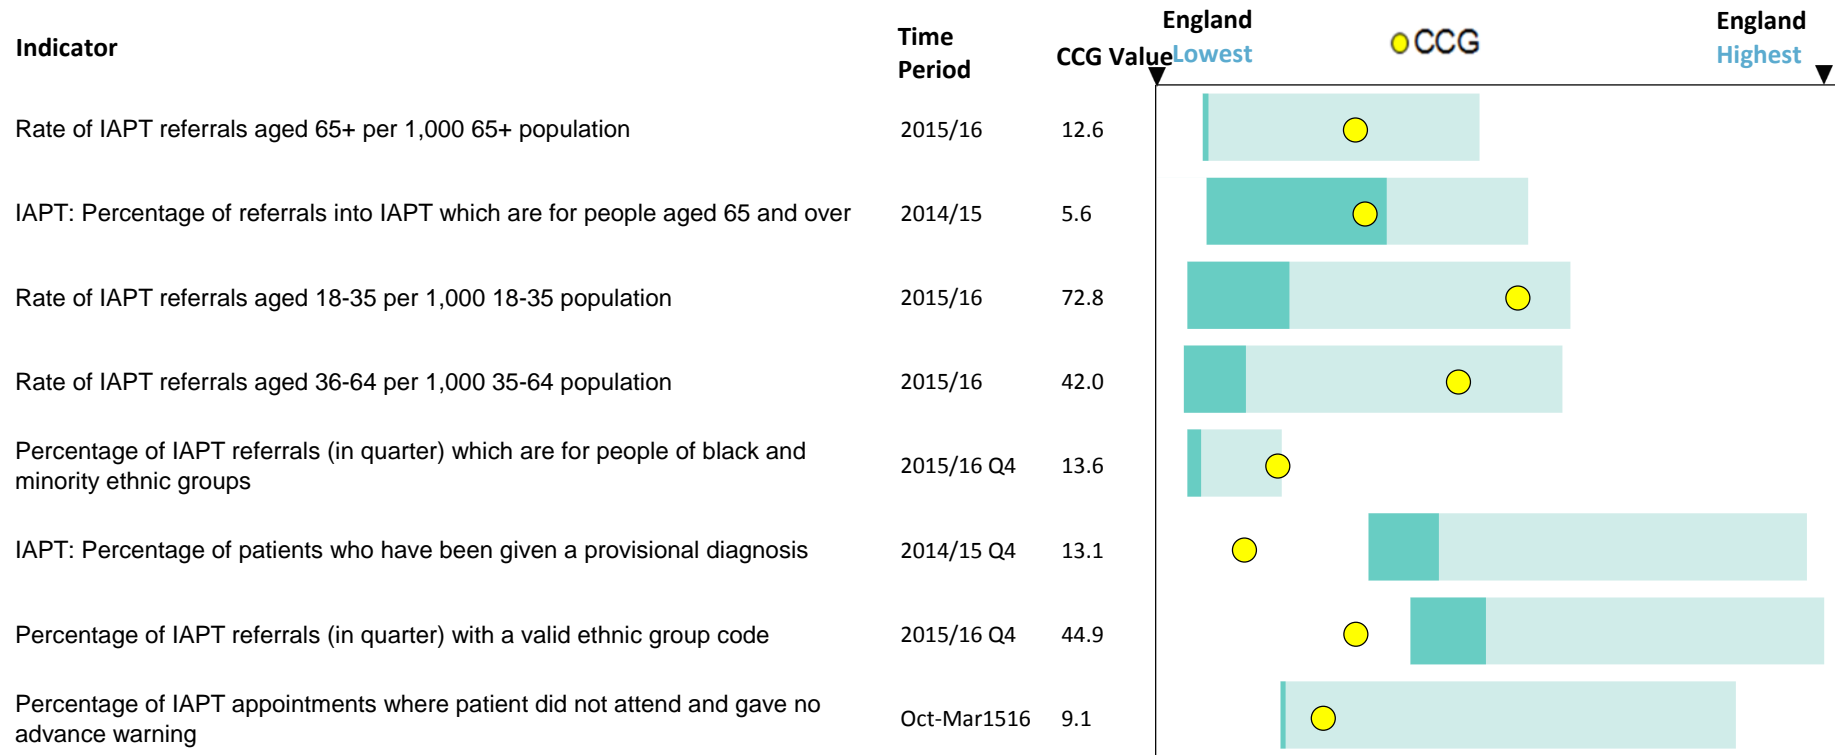 Indicator
Time
Period
CCG Value
England
Lowest
CCG
England
Highest
Rate of IAPT referrals aged 65+ per 1,000 65+ population 2015/16 12.6
IAPT: Percentage of referrals into IAPT which are for people aged 65 and over 2014/15 5.6
Rate of IAPT referrals aged 18-35 per 1,000 18-35 population 2015/16 72.8
Rate of IAPT referrals aged 36-64 per 1,000 35-64 population 2015/16 42.0
Percentage of IAPT referrals (in quarter) which are for people of black and
minority ethnic groups
2015/16 Q4 13.6
IAPT: Percentage of patients who have been given a provisional diagnosis 2014/15 Q4 13.1
Percentage of IAPT referrals (in quarter) with a valid ethnic group code 2015/16 Q4 44.9
Percentage of IAPT appointments where patient did not attend and gave no
advance warning
Oct-Mar1516 9.1